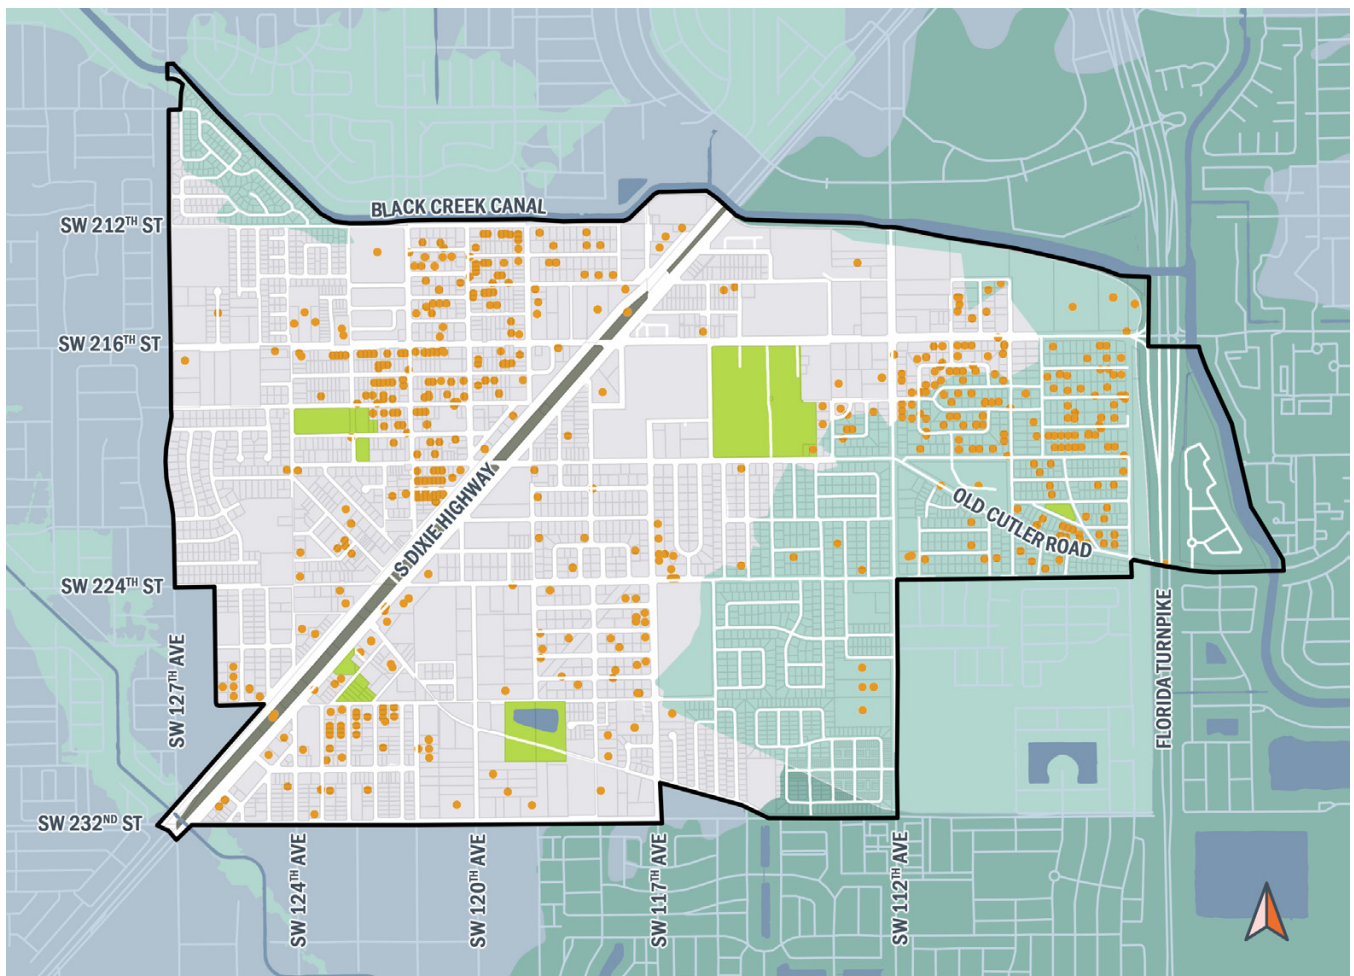 BLACK CREEK CANAL
SW 212TH ST
SW 216TH ST
S DIXIE HIGHWAY
OLD CUTLER ROAD
SW 224TH ST
SW 127TH AVE
FLORIDA TURNPIKE
SW 232ND ST
SW 124TH AVE
SW 120TH AVE
SW 117TH AVE
SW 112TH AVE